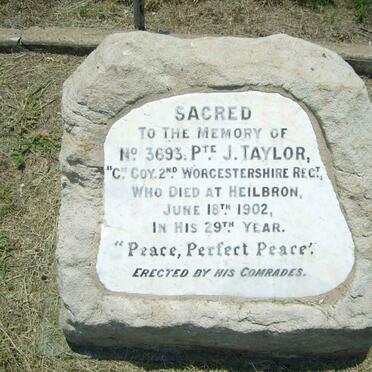 SACRED
TO THE MEMORY OF
No 3693. PTE J. TAYLOR,
"C" COY. 2ND WORCESTERSHIRE REGT,
WHO DIED AT HEILBRON,
JUNE 18TH 1902,
IN HIS 29TH YEAR.
"Peace, Perfect Peace".
ERECTED BY HIS COMRADES.